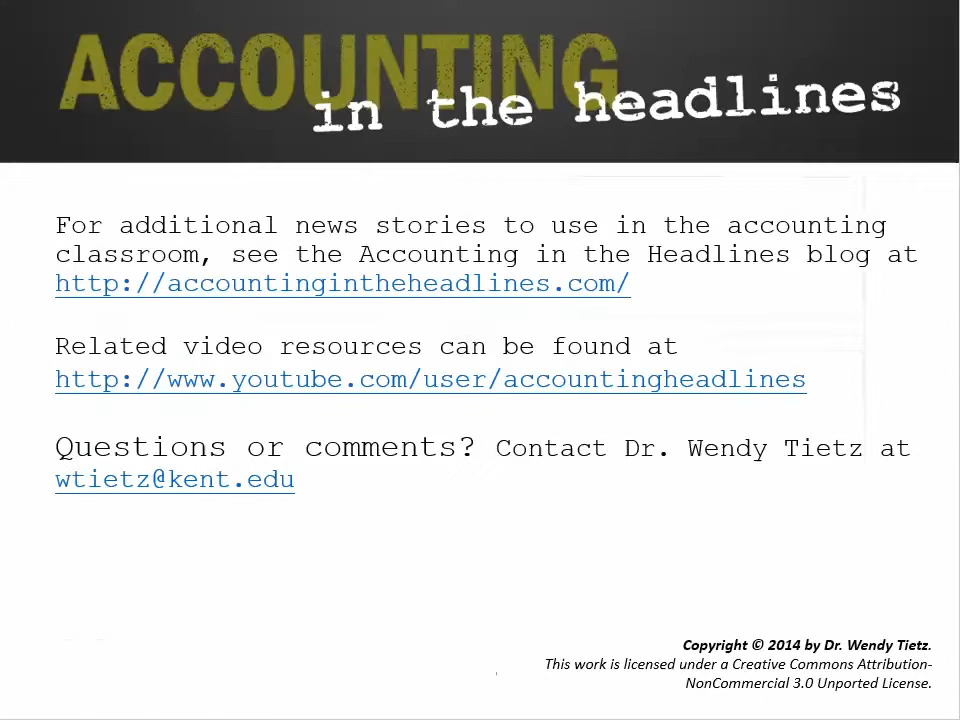 ACCOUNTING
in the headlines
For additional news stories to use in the accounting
classroom, see the Accounting in the Headlines blog at
http://accountingintheheadlines.com/
Related video resources can be found at
http://www.youtube.com/user/accountingheadlines
Questions or comments? Contact Dr. Wendy Tietz at
wtietz@kent.edu
Copyright © 2014 by Dr. Wendy Tietz.
This work is licensed under a Creative Commons Attribution-
NonCommercial 3.0 Unported License.